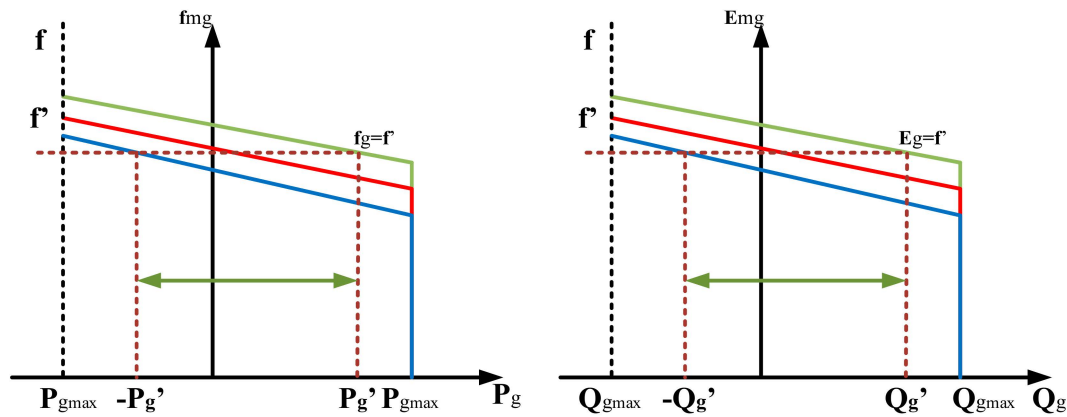 fmg
f
f'
fg=f'
Pgmax
-Pg'
Pg'
Pgmax
Pg
Emg
f
f'
Eg=f'
Qgmax
-Qg'
Qg'
Qgmax
Qg